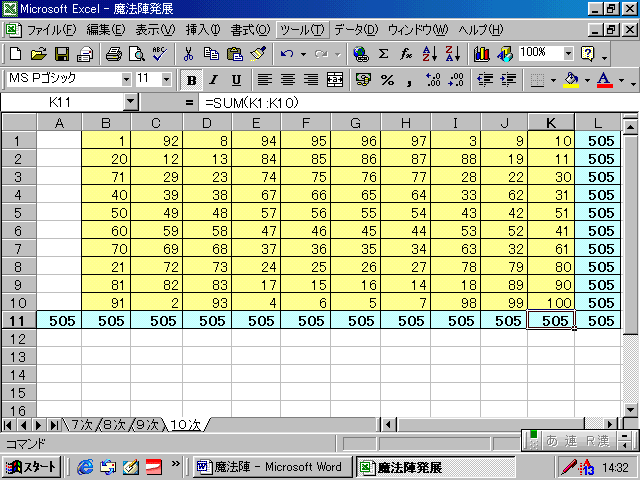 Microsoft Excel - 魔法陣発展
ファイル(F) 編集(E) 表示(V) 挿入(I) 書式(O) ツール(T) データ(D) ウィンドウ(W) ヘルプ(H)
ABC Σ fx A Z Z A 100% ?
MS Pゴシック 11 B I U % , A
K11 = =SUM(K1:K10)
A B C D E F G H I J K L
1 1 92 8 94 95 96 97 3 9 10 505
2 20 12 13 84 85 86 87 88 19 11 505
3 71 29 23 74 75 76 77 28 22 30 505
4 40 39 38 67 66 65 64 33 62 31 505
5 50 49 48 57 56 55 54 43 42 51 505
6 60 59 58 47 46 45 44 53 52 41 505
7 70 69 68 37 36 35 34 63 32 61 505
8 21 72 73 24 25 26 27 78 79 80 505
9 81 82 83 17 15 16 14 18 89 90 505
10 91 2 93 4 6 5 7 98 99 100 505
11 505 505 505 505 505 505 505 505 505 505 505 505
12
13
14
15
16
7次 8次 9次 10次
コマンド あ 連 R漢
スタート » 魔法陣 - Microsoft Word 魔法陣発展 13 14:32